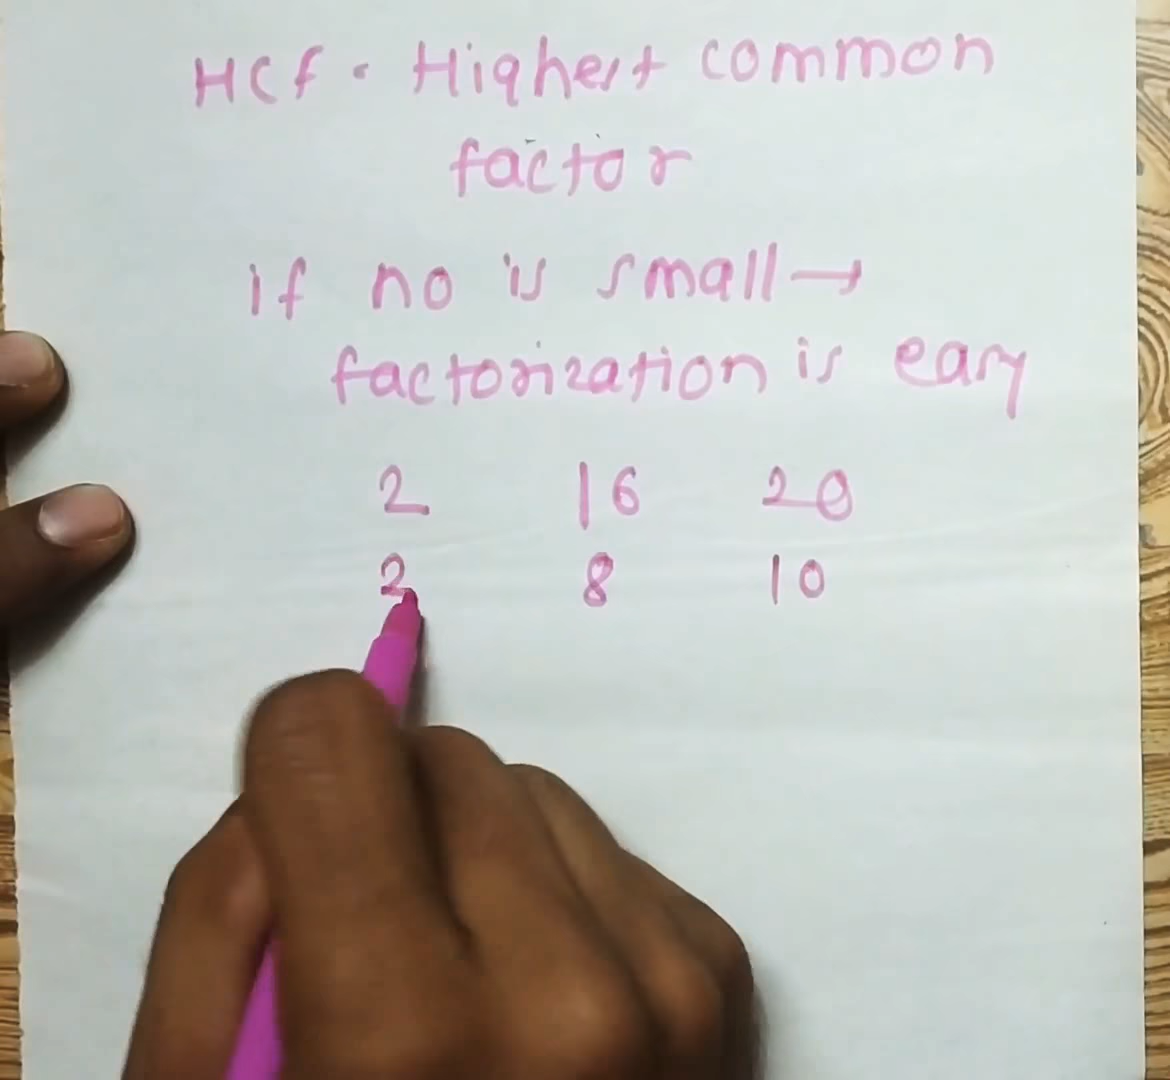 HCf • Highest common
factor
if no is small →
factorization is easy
2 16 20
2 8 10